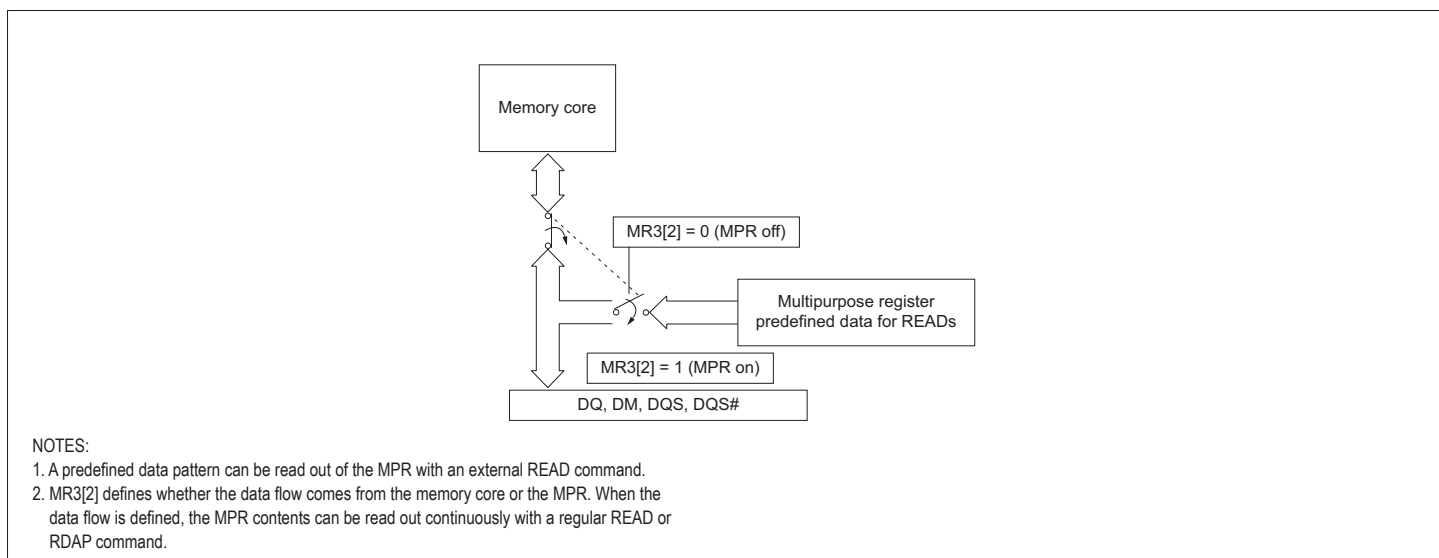 Memory core
MR3[2] = 0 (MPR off)
Multipurpose register
predefined data for READs
MR3[2] = 1 (MPR on)
DQ, DM, DQS, DQS#
NOTES:
1. A predefined data pattern can be read out of the MPR with an external READ command.
2. MR3[2] defines whether the data flow comes from the memory core or the MPR. When the
data flow is defined, the MPR contents can be read out continuously with a regular READ or
RDAP command.